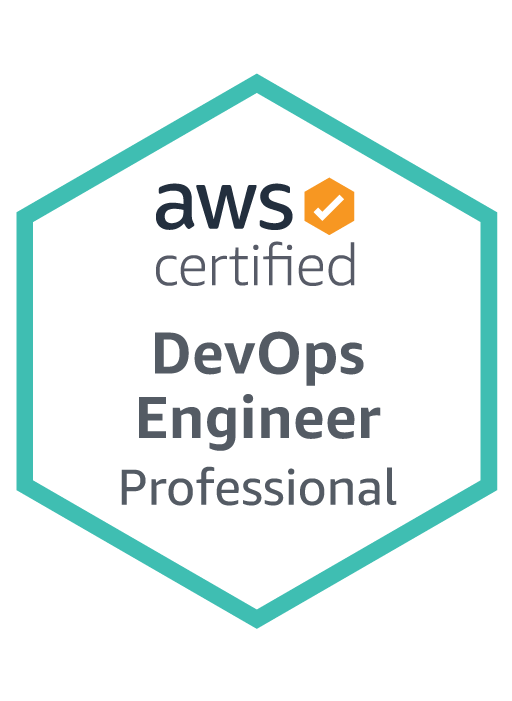 aws
certified
DevOps
Engineer
Professional